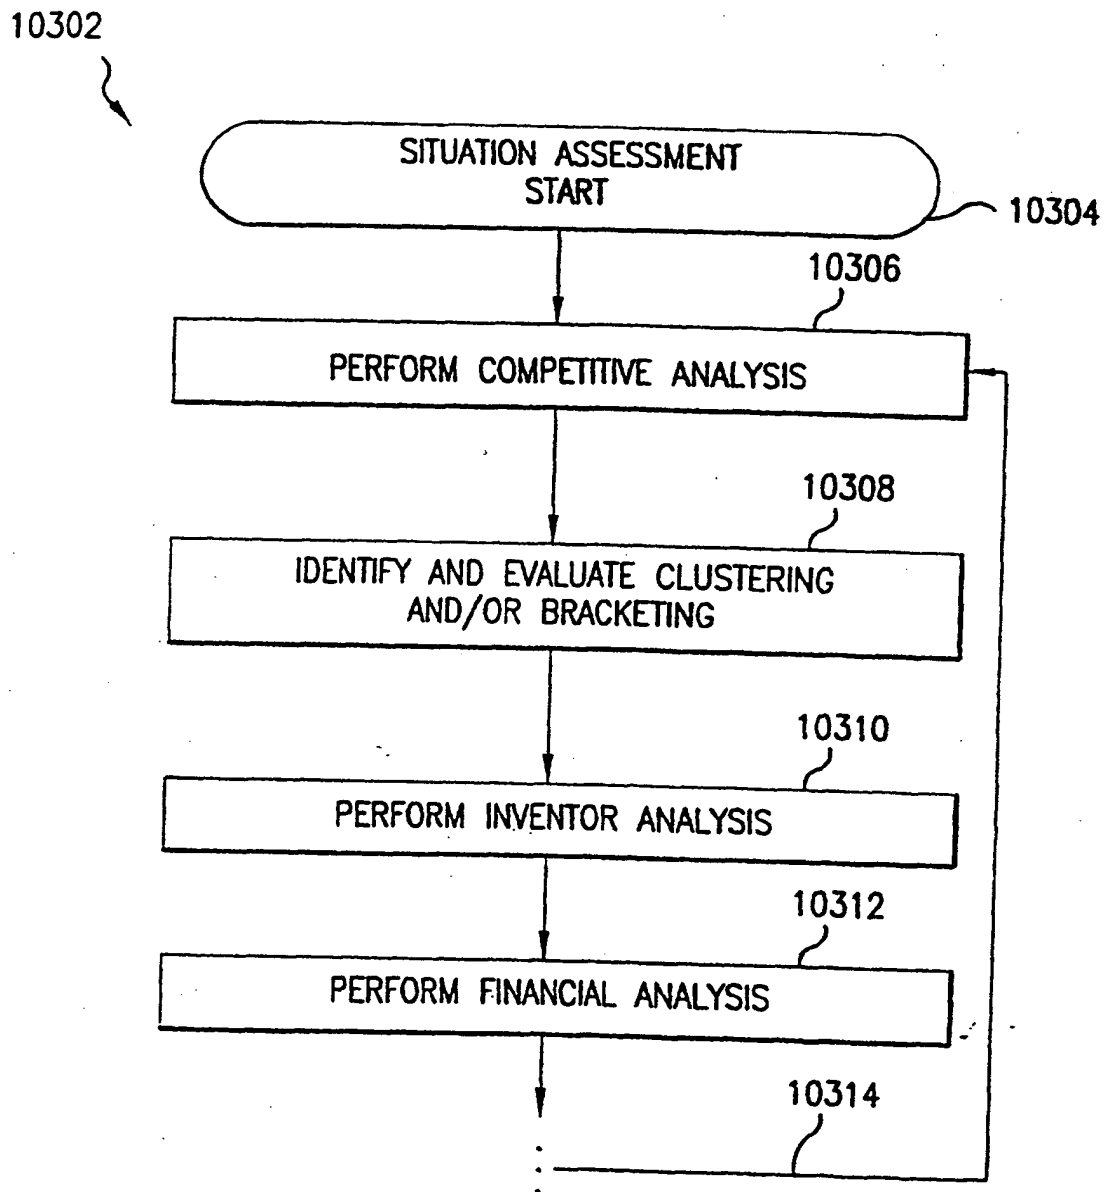 10302
SITUATION ASSESSMENT
START
10304
10306
PERFORM COMPETITIVE ANALYSIS
10308
IDENTIFY AND EVALUATE CLUSTERING
AND/OR BRACKETING
10310
PERFORM INVENTOR ANALYSIS
10312
PERFORM FINANCIAL ANALYSIS
10314